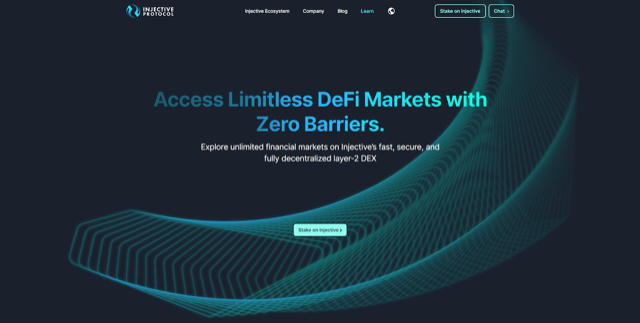 INJECTIVE
PROTOCOL
Injective Ecosystem
Company
Blog
Learn
Stake on Injective
Chat ›
Access Limitless DeFi Markets with
Zero Barriers.
Explore unlimited financial markets on Injective's fast, secure, and
fully decentralized layer-2 DEX
Stake on Injective ›